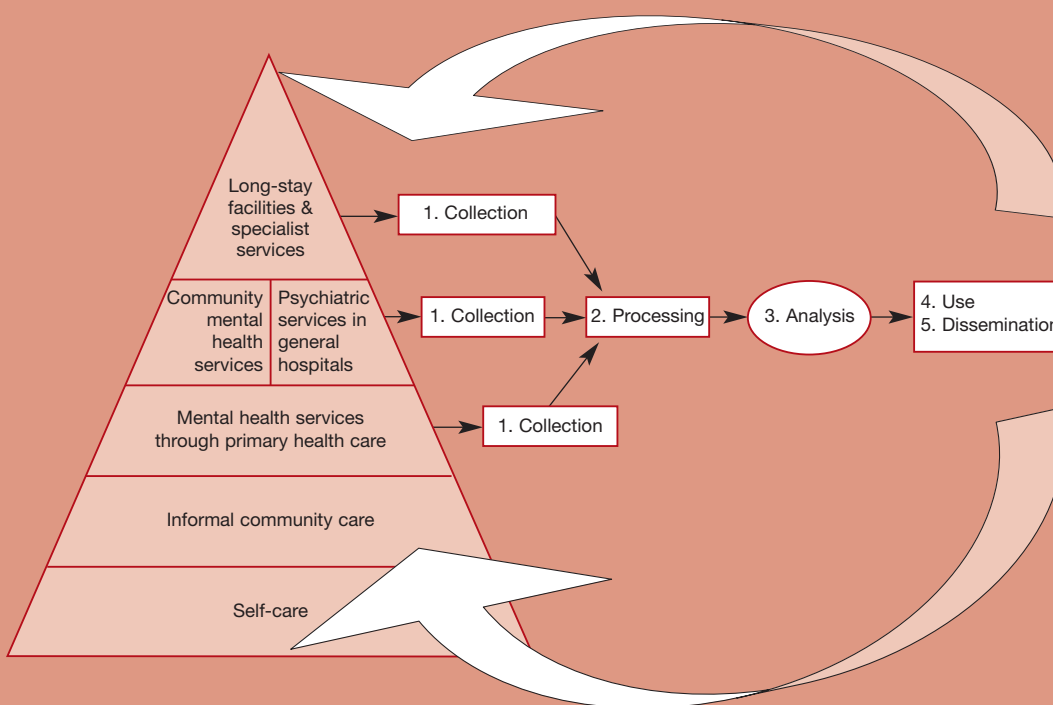 Long-stay
facilities &
specialist
services
1. Collection
Community
mental
health
services
Psychiatric
services in
general
hospitals
1. Collection
2. Processing
3. Analysis
4. Use
5. Dissemination
Mental health services
through primary health care
1. Collection
Informal community care
Self-care